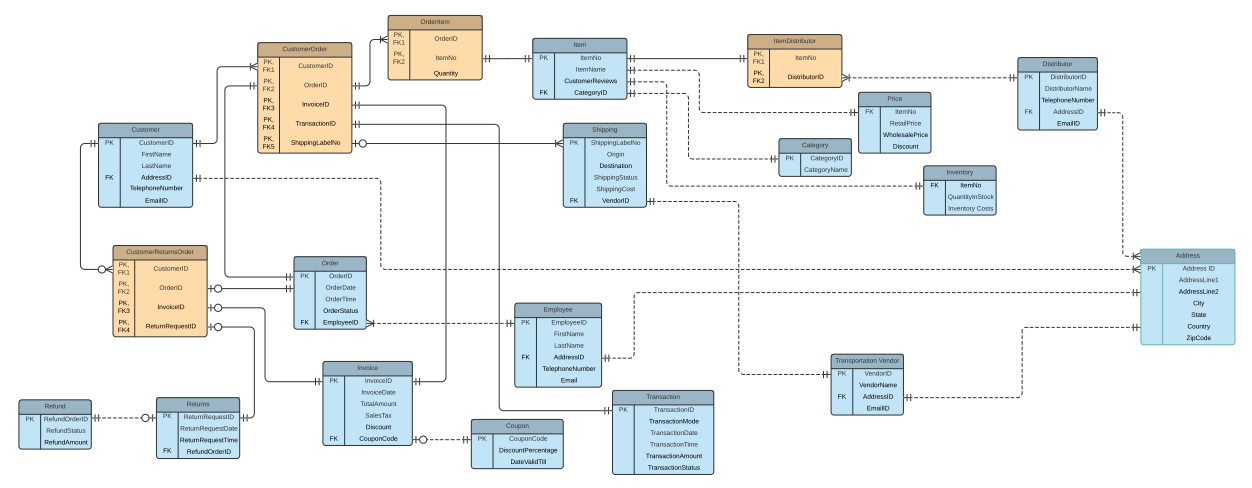 OrderItem
PK, FK1 OrderID
PK, FK2 ItemNo
Quantity
CustomerOrder
PK, FK1 CustomerID
PK, FK2 OrderID
PK, FK3 InvoiceID
PK, FK4 TransactionID
PK, FK5 ShippingLabelNo
Item
PK ItemNo
ItemName
CustomerReviews
FK CategoryID
ItemDistributor
PK, FK1 ItemNo
PK, FK2 DistributorID
Distributor
PK DistributorID
DistributorName
TelephoneNumber
FK AddressID
EmailID
Price
FK ItemNo
RetailPrice
WholesalePrice
Discount
Customer
PK CustomerID
FirstName
LastName
FK AddressID
TelephoneNumber
EmailID
Shipping
PK ShippingLabelNo
Origin
Destination
ShippingStatus
ShippingCost
FK VendorID
Category
PK CategoryID
CategoryName
Inventory
FK ItemNo
QuantityInStock
Inventory Costs
CustomerReturnsOrder
PK, FK1 CustomerID
PK, FK2 OrderID
PK, FK3 InvoiceID
PK, FK4 ReturnRequestID
Order
PK OrderID
OrderDate
OrderTime
OrderStatus
FK EmployeeID
Address
PK Address ID
AddressLine1
AddressLine2
City
State
Country
ZipCode
Employee
PK EmployeeID
FirstName
LastName
FK AddressID
TelephoneNumber
Email
Transportation Vendor
PK VendorID
VendorName
FK AddressID
EmailID
Invoice
PK InvoiceID
InvoiceDate
TotalAmount
SalesTax
Discount
FK CouponCode
Refund
PK RefundOrderID
RefundStatus
RefundAmount
Returns
PK ReturnRequestID
ReturnRequestDate
ReturnRequestTime
FK RefundOrderID
Coupon
PK CouponCode
DiscountPercentage
DateValidTill
Transaction
PK TransactionID
TransactionMode
TransactionDate
TransactionTime
TransactionAmount
TransactionStatus